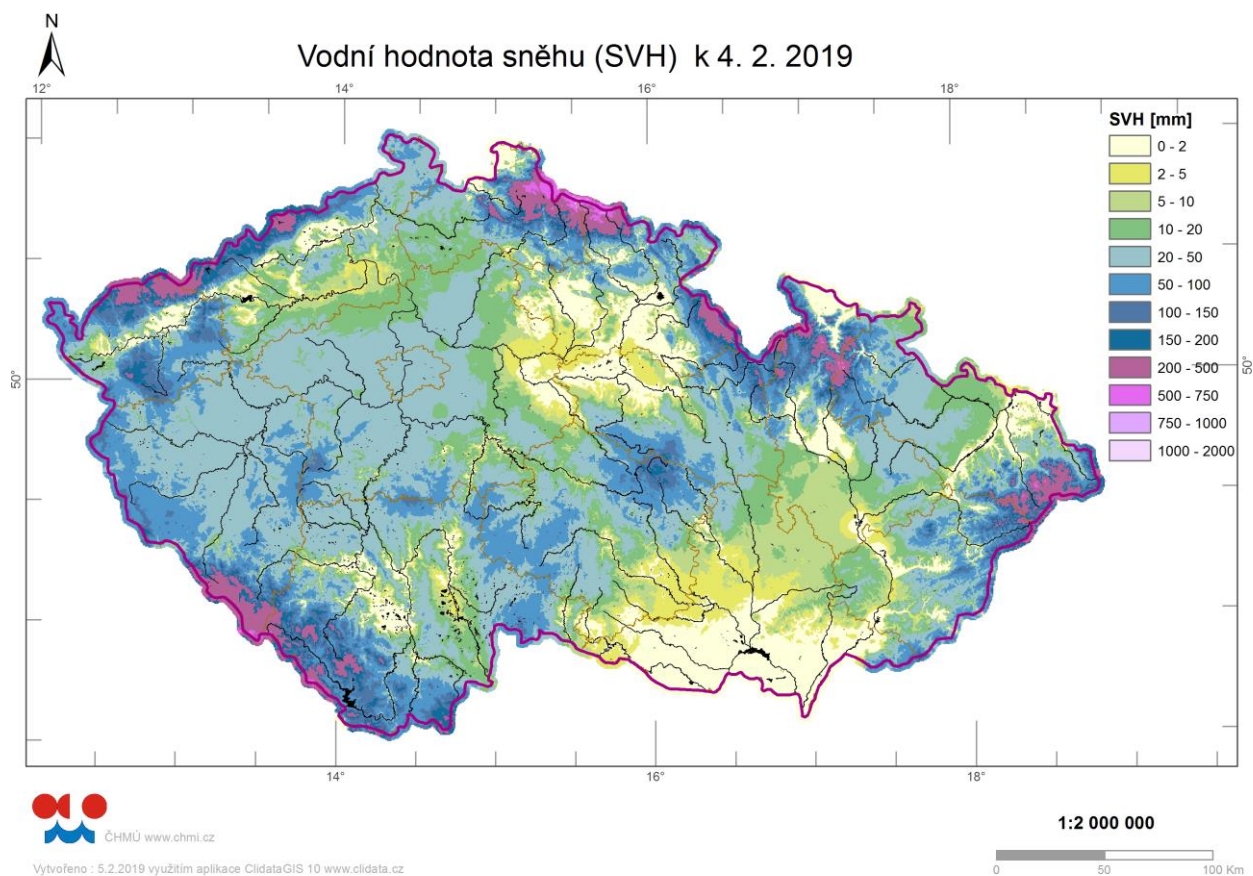 N
Vodní hodnota sněhu (SVH) k 4. 2. 2019
12°
14°
16°
18°
SVH [mm]
0 - 2
2 - 5
5 - 10
10 - 20
20 - 50
50 - 100
100 - 150
150 - 200
200 - 500
500 - 750
750 - 1000
1000 - 2000
50°
50°
14°
16°
18°
ČHMÚ www.chmi.cz
1:2 000 000
Vytvořeno : 5.2.2019 využitím aplikace ClidataGIS 10 www.clidata.cz
0 50 100 Km